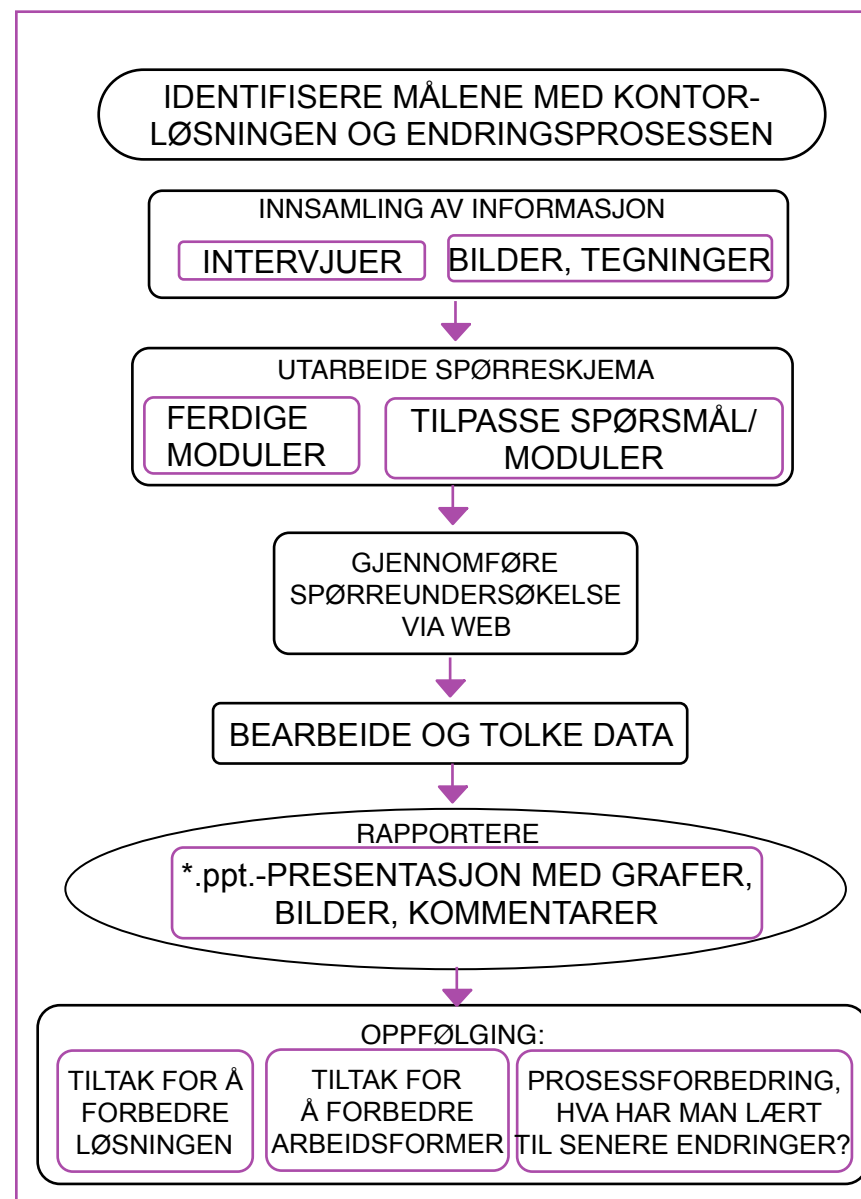 IDENTIFISERE MÅLENE MED KONTOR-
LØSNINGEN OG ENDRINGSPROSESSEN
INNSAMLING AV INFORMASJON
INTERVJUER
BILDER, TEGNINGER
UTARBEIDE SPØRRESKJEMA
FERDIGE
MODULER
TILPASSE SPØRSMÅL/
MODULER
GJENNOMFØRE
SPØRREUNDERSØKELSE
VIA WEB
BEARBEIDE OG TOLKE DATA
RAPPORTERE
*.ppt.-PRESENTASJON MED GRAFER,
BILDER, KOMMENTARER
OPPFØLGING:
TILTAK FOR Å
FORBEDRE
LØSNINGEN
TILTAK FOR
Å FORBEDRE
ARBEIDSFORMER
PROSESSFORBEDRING,
HVA HAR MAN LÆRT
TIL SENERE ENDRINGER?